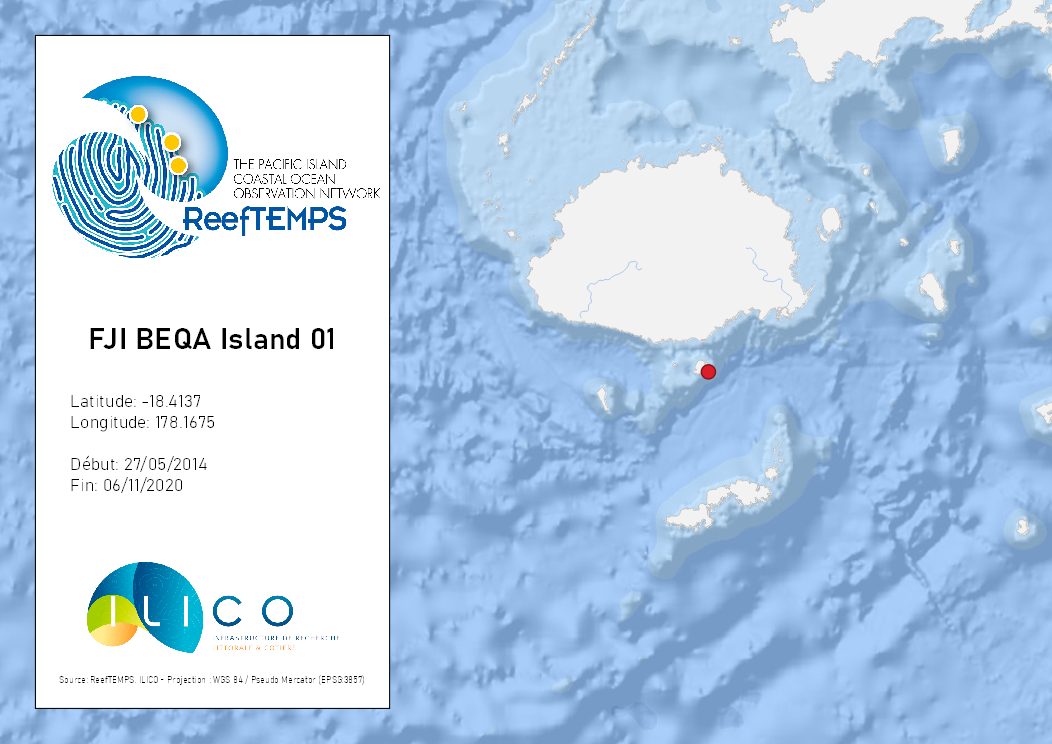 THE PACIFIC ISLAND
COASTAL OCEAN
OBSERVATION NETWORK
ReefTEMPS
FJI BEQA Island 01
Latitude: -18.4137
Longitude: 178.1675
Début: 27/05/2014
Fin: 06/11/2020
ILICO
INFRASTRUCTURE DE RECHERCHE
LITTORALE & COTIERE
Source: ReefTEMPS, ILICO - Projection : WGS 84 / Pseudo Mercator (EPSG:3857)